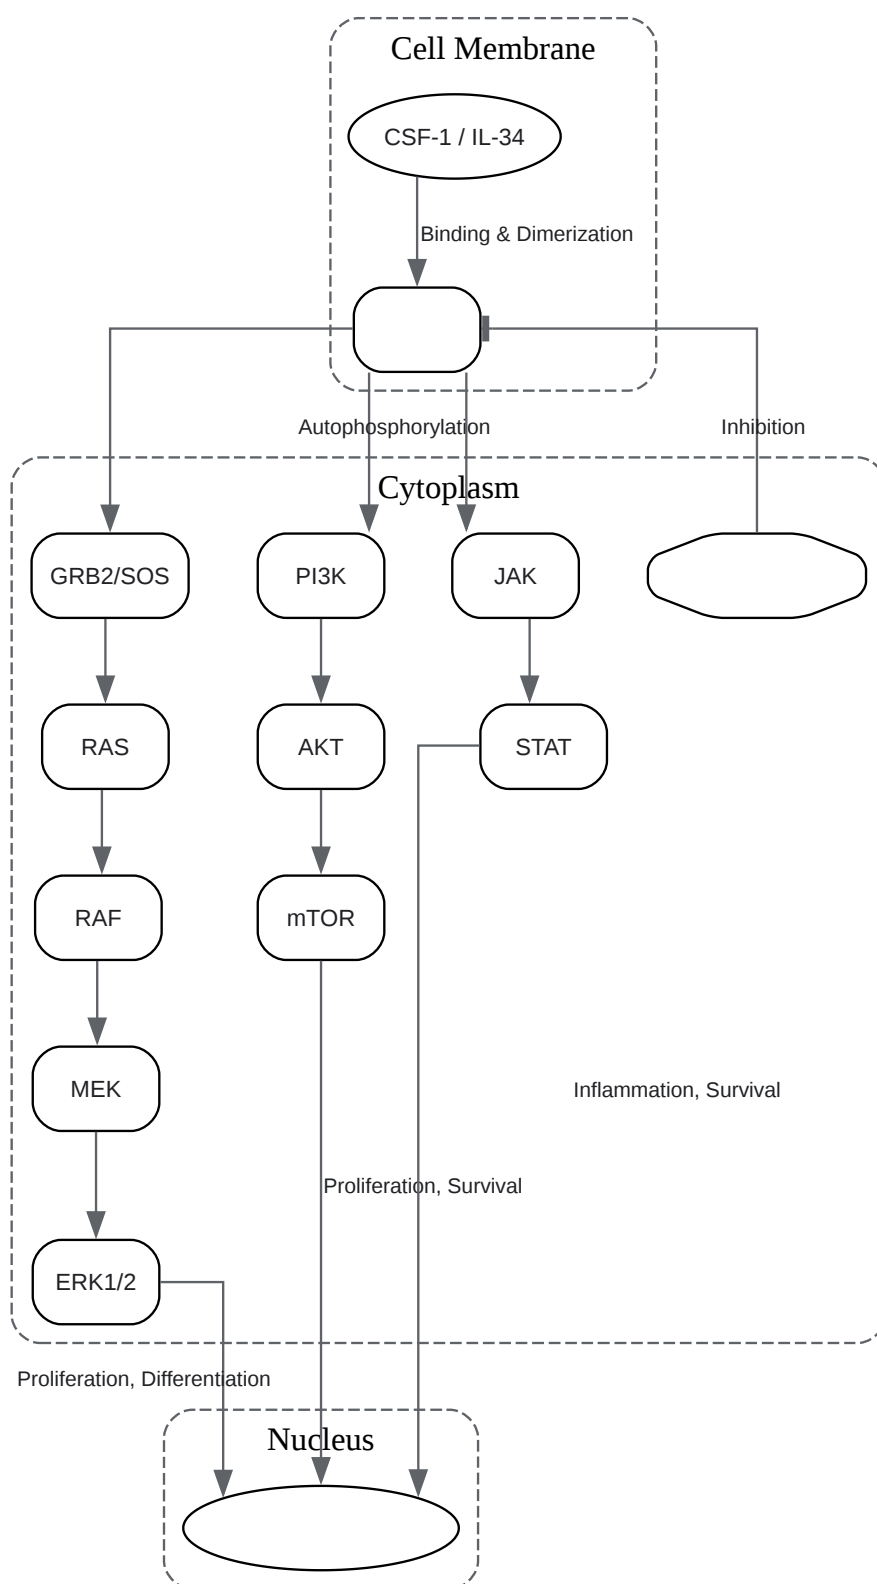 Cell Membrane
CSF-1 / IL-34
Binding & Dimerization
Autophosphorylation
Inhibition
Cytoplasm
GRB2/SOS
PI3K
JAK
RAS
AKT
STAT
RAF
mTOR
MEK
Inflammation, Survival
Proliferation, Survival
ERK1/2
Proliferation, Differentiation
Nucleus